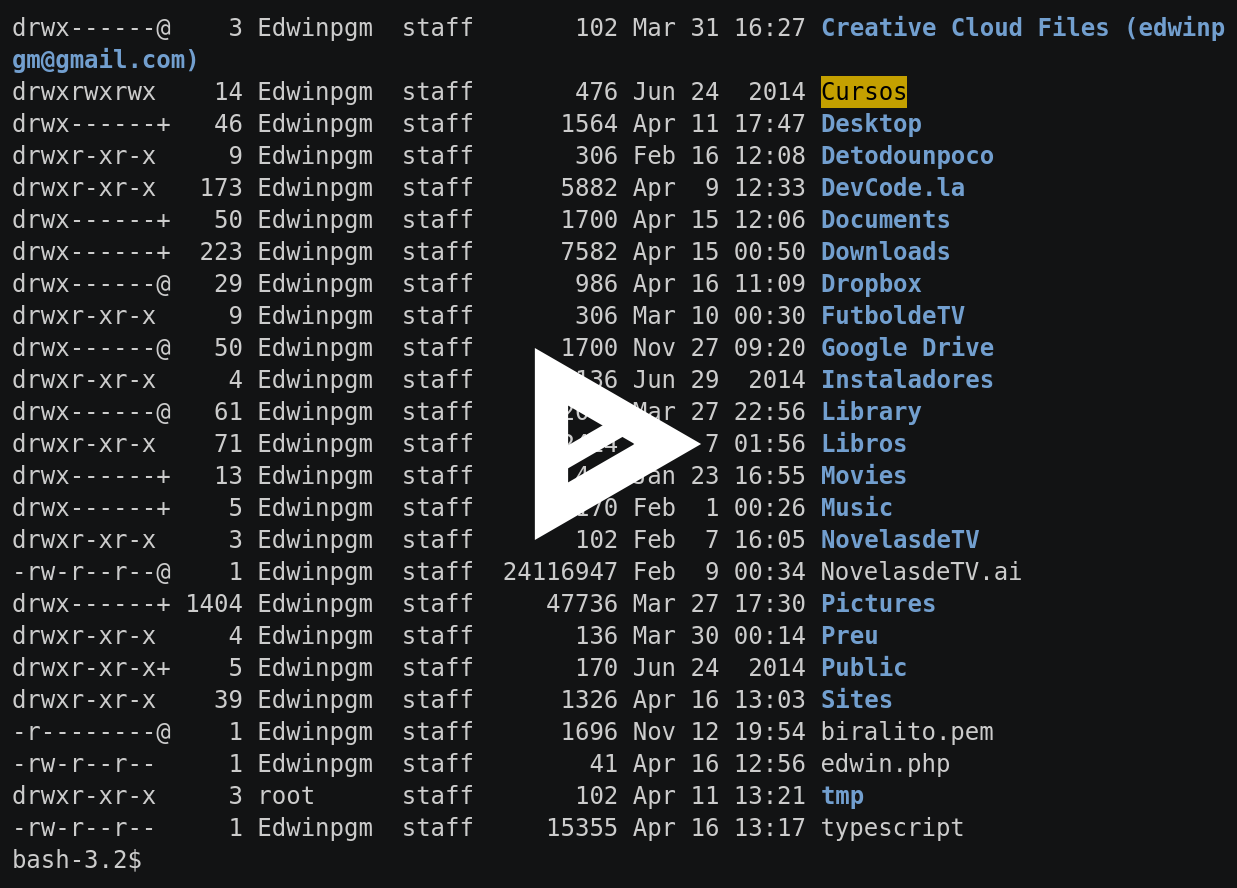 drwx------@    3 Edwinpgm  staff       102 Mar 31 16:27 Creative Cloud Files (edwinp
gm@gmail.com)
drwxrwxrwx    14 Edwinpgm  staff       476 Jun 24  2014 Cursos
drwx------+   46 Edwinpgm  staff      1564 Apr 11 17:47 Desktop
drwxr-xr-x     9 Edwinpgm  staff       306 Feb 16 12:08 Detodounpoco
drwxr-xr-x   173 Edwinpgm  staff      5882 Apr  9 12:33 DevCode.la
drwx------+   50 Edwinpgm  staff      1700 Apr 15 12:06 Documents
drwx------+  223 Edwinpgm  staff      7582 Apr 15 00:50 Downloads
drwx------@   29 Edwinpgm  staff       986 Apr 16 11:09 Dropbox
drwxr-xr-x     9 Edwinpgm  staff       306 Mar 10 00:30 FutboldeTV
drwx------@   50 Edwinpgm  staff      1700 Nov 27 09:20 Google Drive
drwxr-xr-x     4 Edwinpgm  staff       136 Jun 29  2014 Instaladores
drwx------@   61 Edwinpgm  staff       Mar 27 22:56 Library
drwxr-xr-x    71 Edwinpgm  staff       7 01:56 Libros
drwx------+   13 Edwinpgm  staff       Jan 23 16:55 Movies
drwx------+    5 Edwinpgm  staff       170 Feb  1 00:26 Music
drwxr-xr-x     3 Edwinpgm  staff       102 Feb  7 16:05 NovelasdeTV
-rw-r--r--@    1 Edwinpgm  staff  24116947 Feb  9 00:34 NovelasdeTV.ai
drwx------+ 1404 Edwinpgm  staff     47736 Mar 27 17:30 Pictures
drwxr-xr-x     4 Edwinpgm  staff       136 Mar 30 00:14 Preu
drwxr-xr-x+    5 Edwinpgm  staff       170 Jun 24  2014 Public
drwxr-xr-x    39 Edwinpgm  staff      1326 Apr 16 13:03 Sites
-r--------@    1 Edwinpgm  staff      1696 Nov 12 19:54 biralito.pem
-rw-r--r--     1 Edwinpgm  staff        41 Apr 16 12:56 edwin.php
drwxr-xr-x     3 root      staff       102 Apr 11 13:21 tmp
-rw-r--r--     1 Edwinpgm  staff     15355 Apr 16 13:17 typescript
bash-3.2$